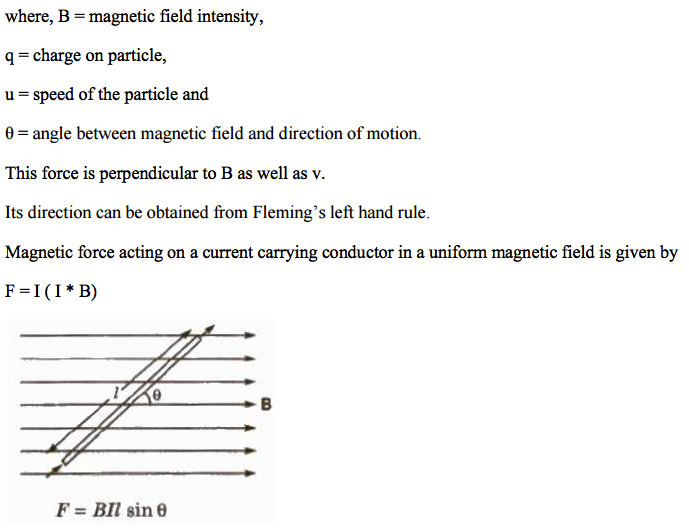 where, B = magnetic field intensity,
q = charge on particle,
u = speed of the particle and
θ = angle between magnetic field and direction of motion.
This force is perpendicular to B as well as v.
Its direction can be obtained from Fleming’s left hand rule.
Magnetic force acting on a current carrying conductor in a uniform magnetic field is given by
F = I ( I * B)
l
θ
B
F = BIl sin θ